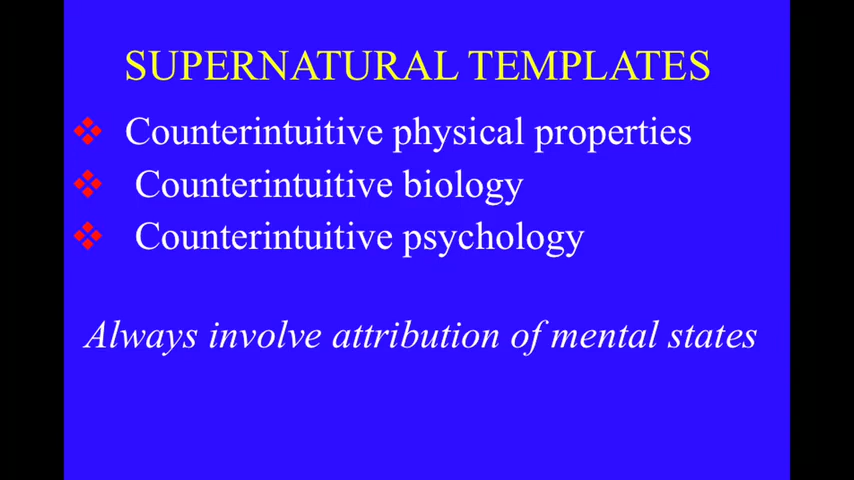 SUPERNATURAL TEMPLATES
Counterintuitive physical properties
Counterintuitive biology
Counterintuitive psychology
Always involve attribution of mental states